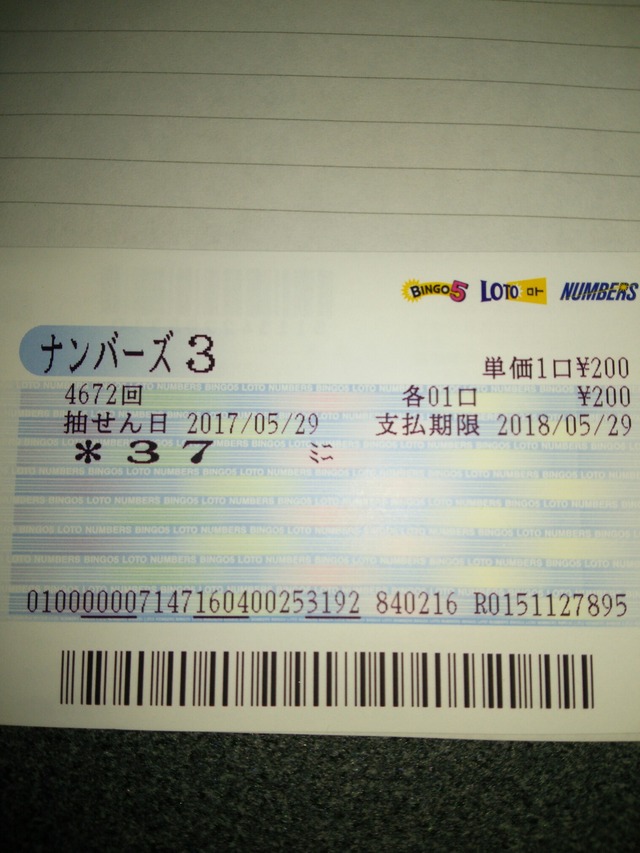 BINGO5 LOTO ロト NUMBERS
ナンバーズ3 単価1口¥200
4672回 各01口 ¥200
抽せん日 2017/05/29 支払期限 2018/05/29
*37 ミニ
010000007147160400253192 840216 R0151127895